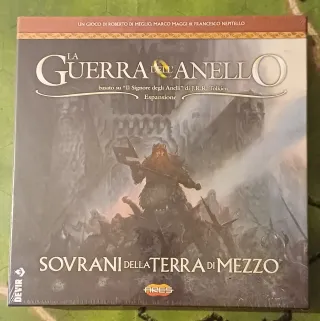 UN GIOCO DI ROBERTO DI MEGLIO, MARCO MAGGI E FRANCESCO NEPITELLO
LA
GUERRA DELL'ANELLO
basato su "Il Signore degli Anelli" di J.R.R. Tolkien
Espansione
SOVRANI DELLA TERRA DI MEZZO
DEVIR
ARES